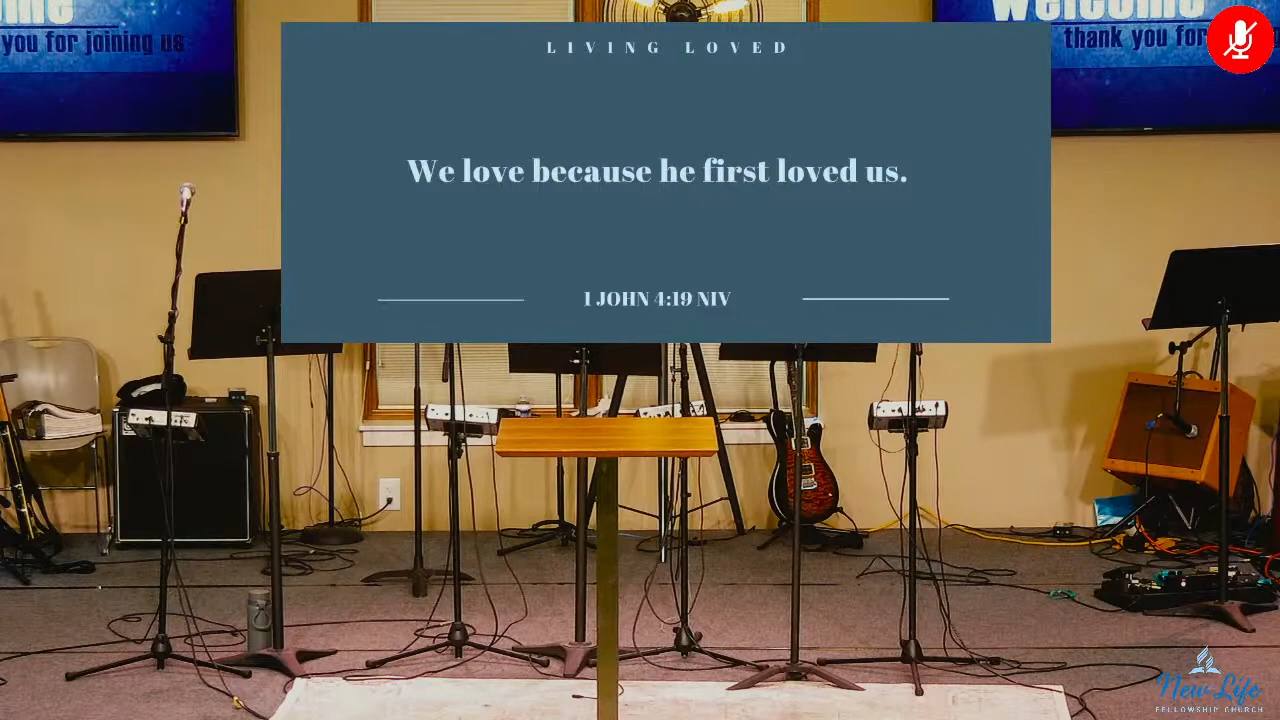 Welcome
you for joining us
thank you for
LIVING LOVED
We love because he first loved us.
1 JOHN 4:19 NIV
New Life
FELLOWSHIP CHURCH